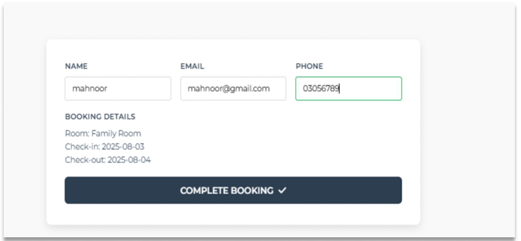 NAME EMAIL PHONE
mahnoor mahnoor@gmail.com 03056789
BOOKING DETAILS
Room: Family Room
Check-in: 2025-08-03
Check-out: 2025-08-04
COMPLETE BOOKING ✓